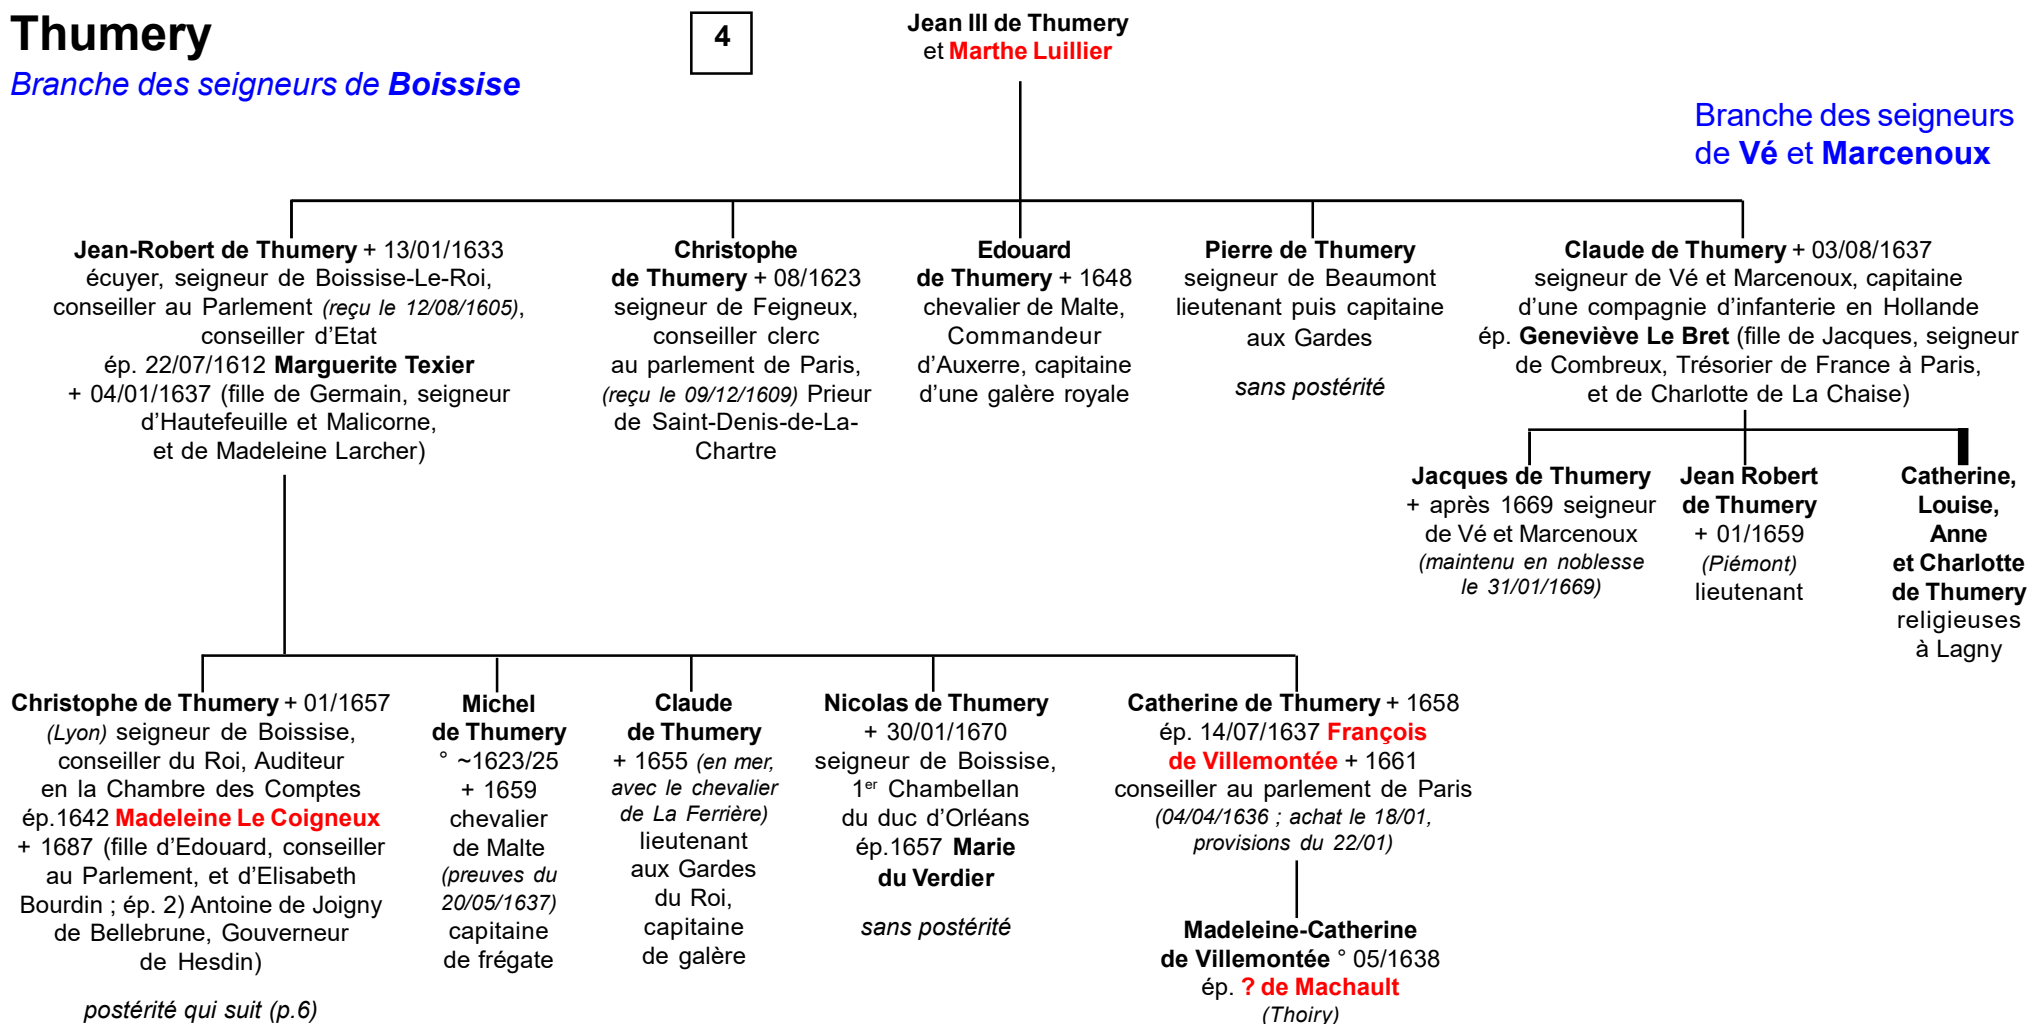 Thumery
Branche des seigneurs de Boissise
4
Jean III de Thumery
et Marthe Luillier
Branche des seigneurs
de Vé et Marcenoux
Jean-Robert de Thumery + 13/01/1633
écuyer, seigneur de Boissise-Le-Roi,
conseiller au Parlement (reçu le 12/08/1605),
conseiller d'Etat
ép. 22/07/1612 Marguerite Texier
+ 04/01/1637 (fille de Germain, seigneur
d'Hautefeuille et Malicorne,
et de Madeleine Larcher)
Christophe
de Thumery + 08/1623
seigneur de Feigneux,
conseiller clerc
au parlement de Paris,
(reçu le 09/12/1609) Prieur
de Saint-Denis-de-La-
Chartre
Edouard
de Thumery + 1648
chevalier de Malte,
Commandeur
d'Auxerre, capitaine
d'une galère royale
Pierre de Thumery
seigneur de Beaumont
lieutenant puis capitaine
aux Gardes
sans postérité
Claude de Thumery + 03/08/1637
seigneur de Vé et Marcenoux, capitaine
d'une compagnie d'infanterie en Hollande
ép. Geneviève Le Bret (fille de Jacques, seigneur
de Combreux, Trésorier de France à Paris,
et de Charlotte de La Chaise)
Jacques de Thumery
+ après 1669 seigneur
de Vé et Marcenoux
(maintenu en noblesse
le 31/01/1669)
Jean Robert
de Thumery
+ 01/1659
(Piémont)
lieutenant
Catherine,
Louise,
Anne
et Charlotte
de Thumery
religieuses
à Lagny
Christophe de Thumery + 01/1657
(Lyon) seigneur de Boissise,
conseiller du Roi, Auditeur
en la Chambre des Comptes
ép.1642 Madeleine Le Coigneux
+ 1687 (fille d'Edouard, conseiller
au Parlement, et d'Elisabeth
Bourdin ; ép. 2) Antoine de Joigny
de Bellebrune, Gouverneur
de Hesdin)
postérité qui suit (p.6)
Michel
de Thumery
° ~1623/25
+ 1659
chevalier
de Malte
(preuves du
20/05/1637)
capitaine
de frégate
Claude
de Thumery
+ 1655 (en mer,
avec le chevalier
de La Ferrière)
lieutenant
aux Gardes
du Roi,
capitaine
de galère
Nicolas de Thumery
+ 30/01/1670
seigneur de Boissise,
1er Chambellan
du duc d'Orléans
ép.1657 Marie
du Verdier
sans postérité
Catherine de Thumery + 1658
ép. 14/07/1637 François
de Villemontée + 1661
conseiller au parlement de Paris
(04/04/1636 ; achat le 18/01,
provisions du 22/01)
Madeleine-Catherine
de Villemontée ° 05/1638
ép. ? de Machault
(Thoiry)